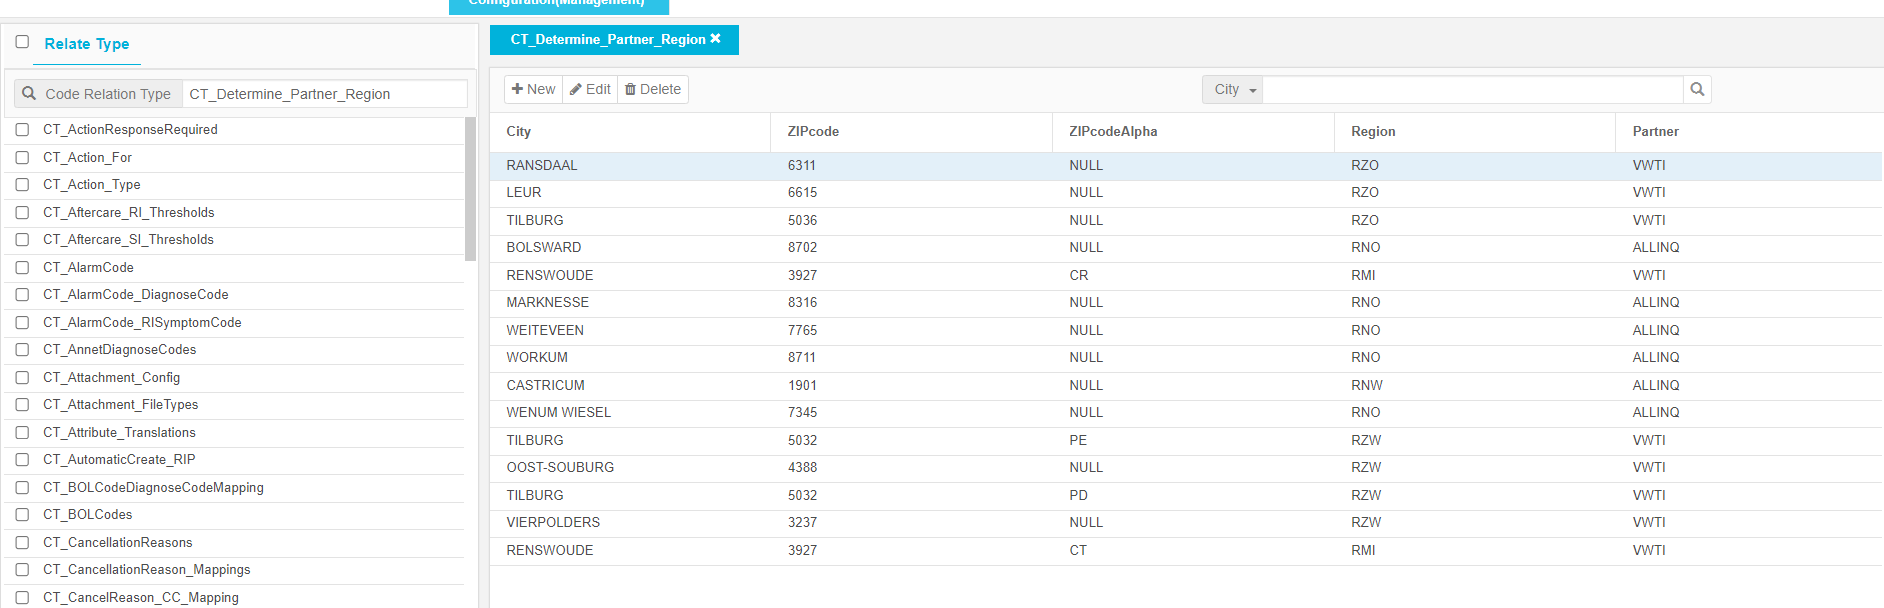 Configuration(Management)
Relate Type
Code Relation Type CT_Determine_Partner_Region
CT_ActionResponseRequired
CT_Action_For
CT_Action_Type
CT_Aftercare_RI_Thresholds
CT_Aftercare_SI_Thresholds
CT_AlarmCode
CT_AlarmCode_DiagnoseCode
CT_AlarmCode_RISymptomCode
CT_AnnetDiagnoseCodes
CT_Attachment_Config
CT_Attachment_FileTypes
CT_Attribute_Translations
CT_AutomaticCreate_RIP
CT_BOLCodeDiagnoseCodeMapping
CT_BOLCodes
CT_CancellationReasons
CT_CancellationReason_Mappings
CT_CancelReason_CC_Mapping
CT_Determine_Partner_Region
New Edit Delete City
City ZIPcode ZIPcodeAlpha Region Partner
RANSDAAL 6311 NULL RZO VWTI
LEUR 6615 NULL RZO VWTI
TILBURG 5036 NULL RZO VWTI
BOLSWARD 8702 NULL RNO ALLINQ
RENSWOUDE 3927 CR RMI VWTI
MARKNESSE 8316 NULL RNO ALLINQ
WEITEVEEN 7765 NULL RNO ALLINQ
WORKUM 8711 NULL RNO ALLINQ
CASTRICUM 1901 NULL RNW ALLINQ
WENUM WIESEL 7345 NULL RNO ALLINQ
TILBURG 5032 PE RZW VWTI
OOST-SOUBURG 4388 NULL RZW VWTI
TILBURG 5032 PD RZW VWTI
VIERPOLDERS 3237 NULL RZW VWTI
RENSWOUDE 3927 CT RMI VWTI